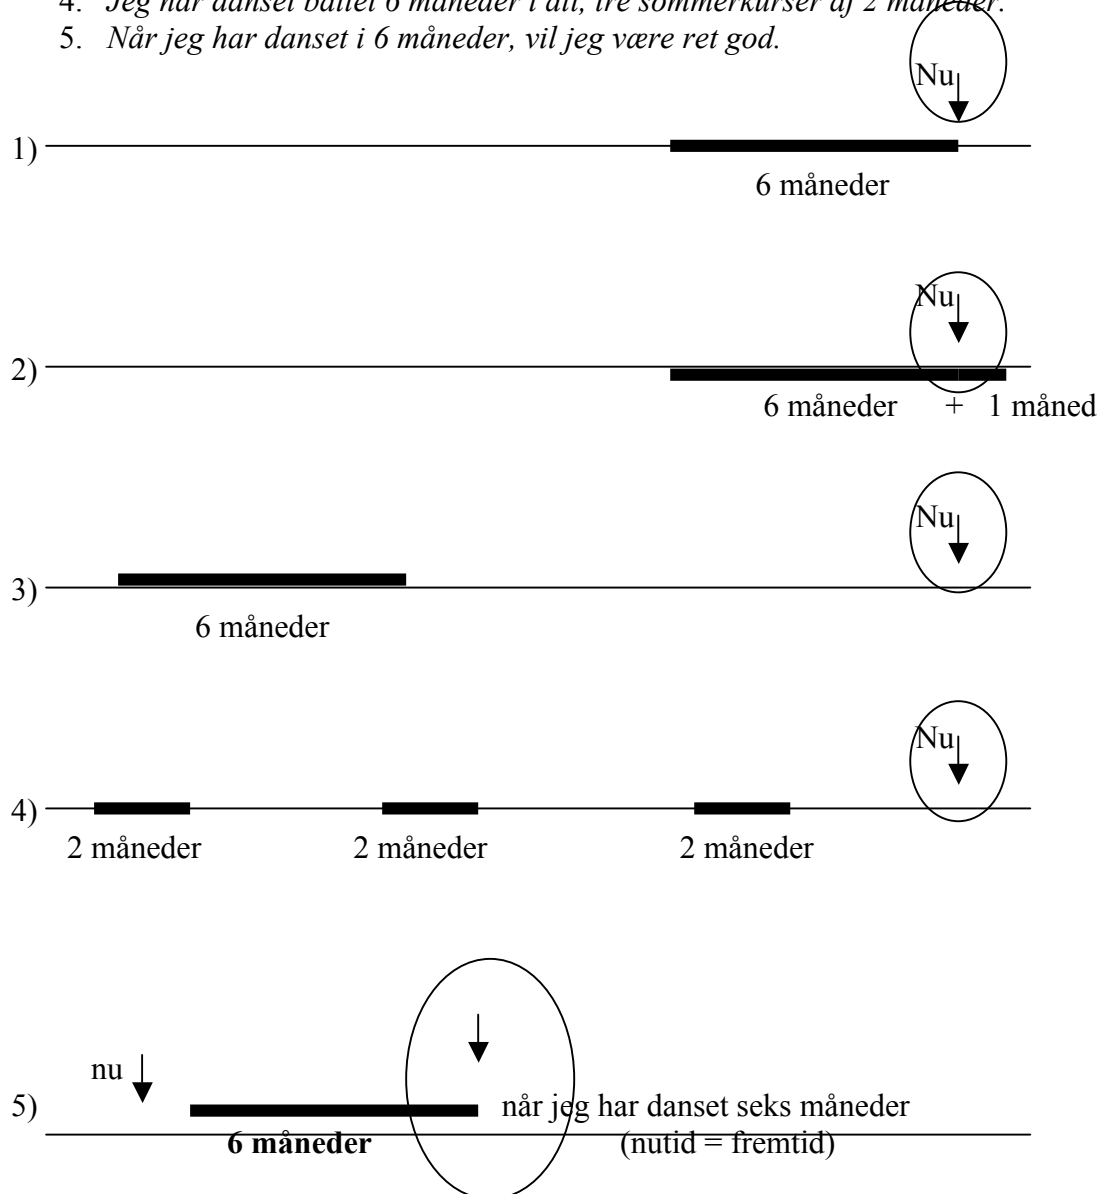 4. Jeg har danset ballet 6 måneder i alt, tre sommerkurser af 2 måneder.
5. Når jeg har danset i 6 måneder, vil jeg være ret god.
Nu
1)
6 måneder
Nu
2)
6 måneder + 1 måned
Nu
3)
6 måneder
Nu
4)
2 måneder 2 måneder 2 måneder
nu
5) når jeg har danset seks måneder
6 måneder (nutid = fremtid)